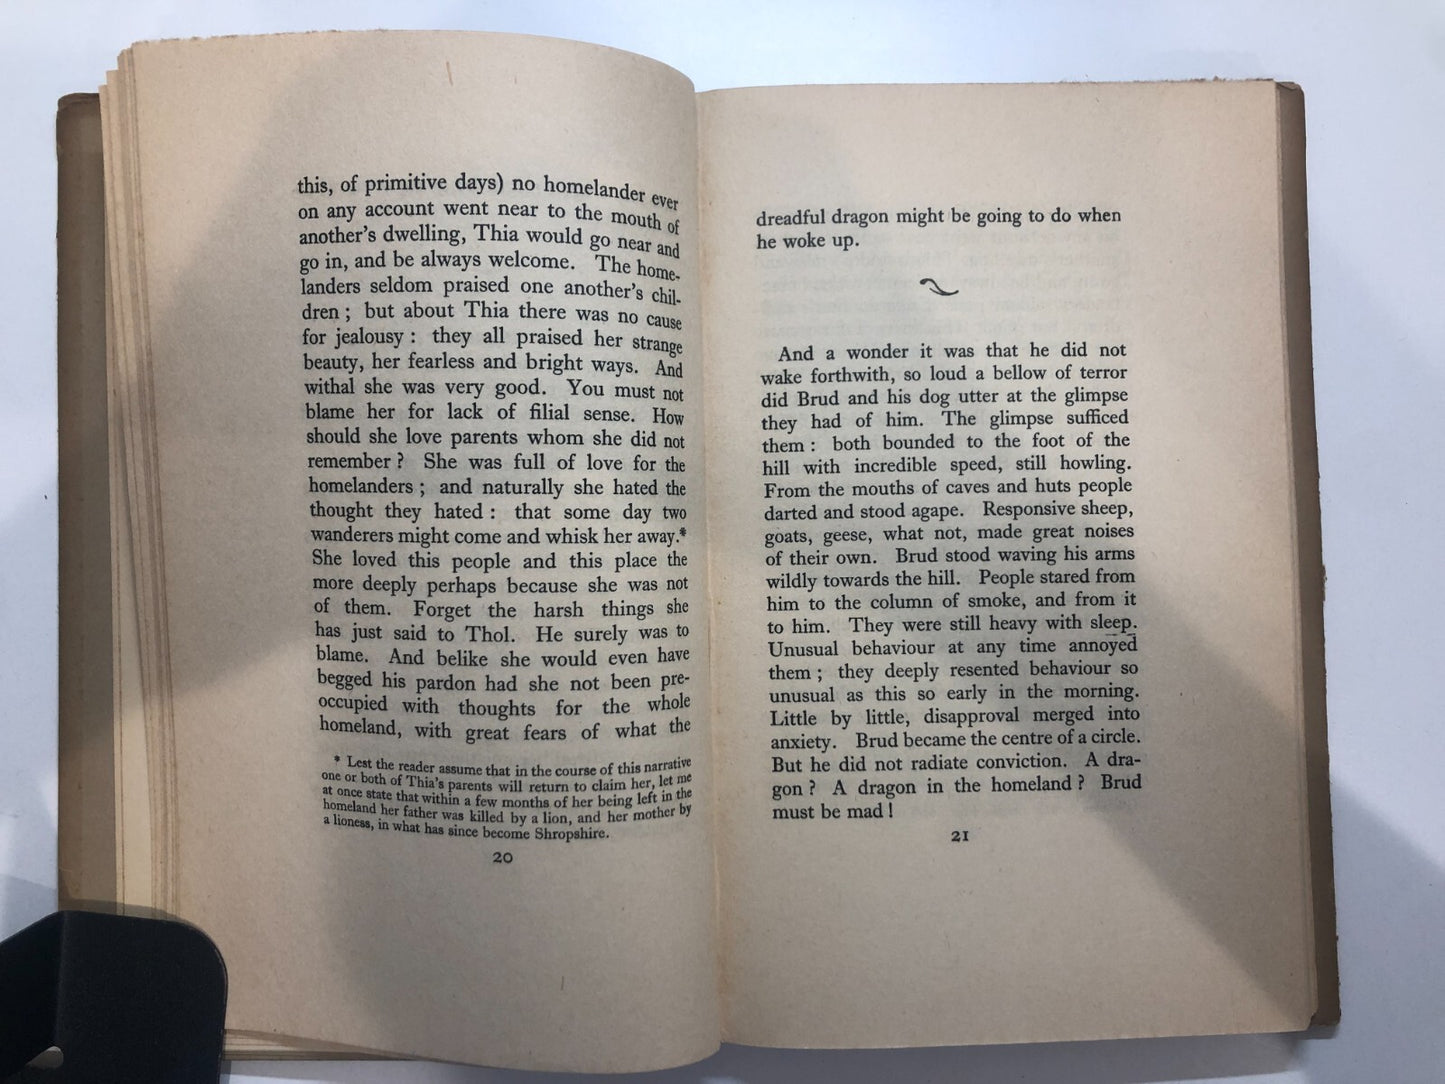 this, of primitive days) no homelander ever
on any account went near to the mouth of
another's dwelling, Thia would go near and
go in, and be always welcome. The home-
landers seldom praised one another's chil-
dren ; but about Thia there was no cause
for jealousy : they all praised her strange
beauty, her fearless and bright ways. And
withal she was very good. You must not
blame her for lack of filial sense. How
should she love parents whom she did not
remember ? She was full of love for the
homelanders ; and naturally she hated the
thought they hated : that some day two
wanderers might come and whisk her away.*
She loved this people and this place the
more deeply perhaps because she was not
of them. Forget the harsh things she
has just said to Thol. He surely was to
blame. And belike she would even have
begged his pardon had she not been pre-
occupied with thoughts for the whole
homeland, with great fears of what the
* Lest the reader assume that in the course of this narrative
one or both of Thia's parents will return to claim her, let me
at once state that within a few months of her being left in the
homeland her father was killed by a lion, and her mother by
a lioness, in what has since become Shropshire.
20
dreadful dragon might be going to do when
he woke up.
And a wonder it was that he did not
wake forthwith, so loud a bellow of terror
did Brud and his dog utter at the glimpse
they had of him. The glimpse sufficed
them : both bounded to the foot of the
hill with incredible speed, still howling.
From the mouths of caves and huts people
darted and stood agape. Responsive sheep,
goats, geese, what not, made great noises
of their own. Brud stood waving his arms
wildly towards the hill. People stared from
him to the column of smoke, and from it
to him. They were still heavy with sleep.
Unusual behaviour at any time annoyed
them ; they deeply resented behaviour so
unusual as this so early in the morning.
Little by little, disapproval merged into
anxiety. Brud became the centre of a circle.
But he did not radiate conviction. A dra-
gon ? A dragon in the homeland ? Brud
must be mad !
21